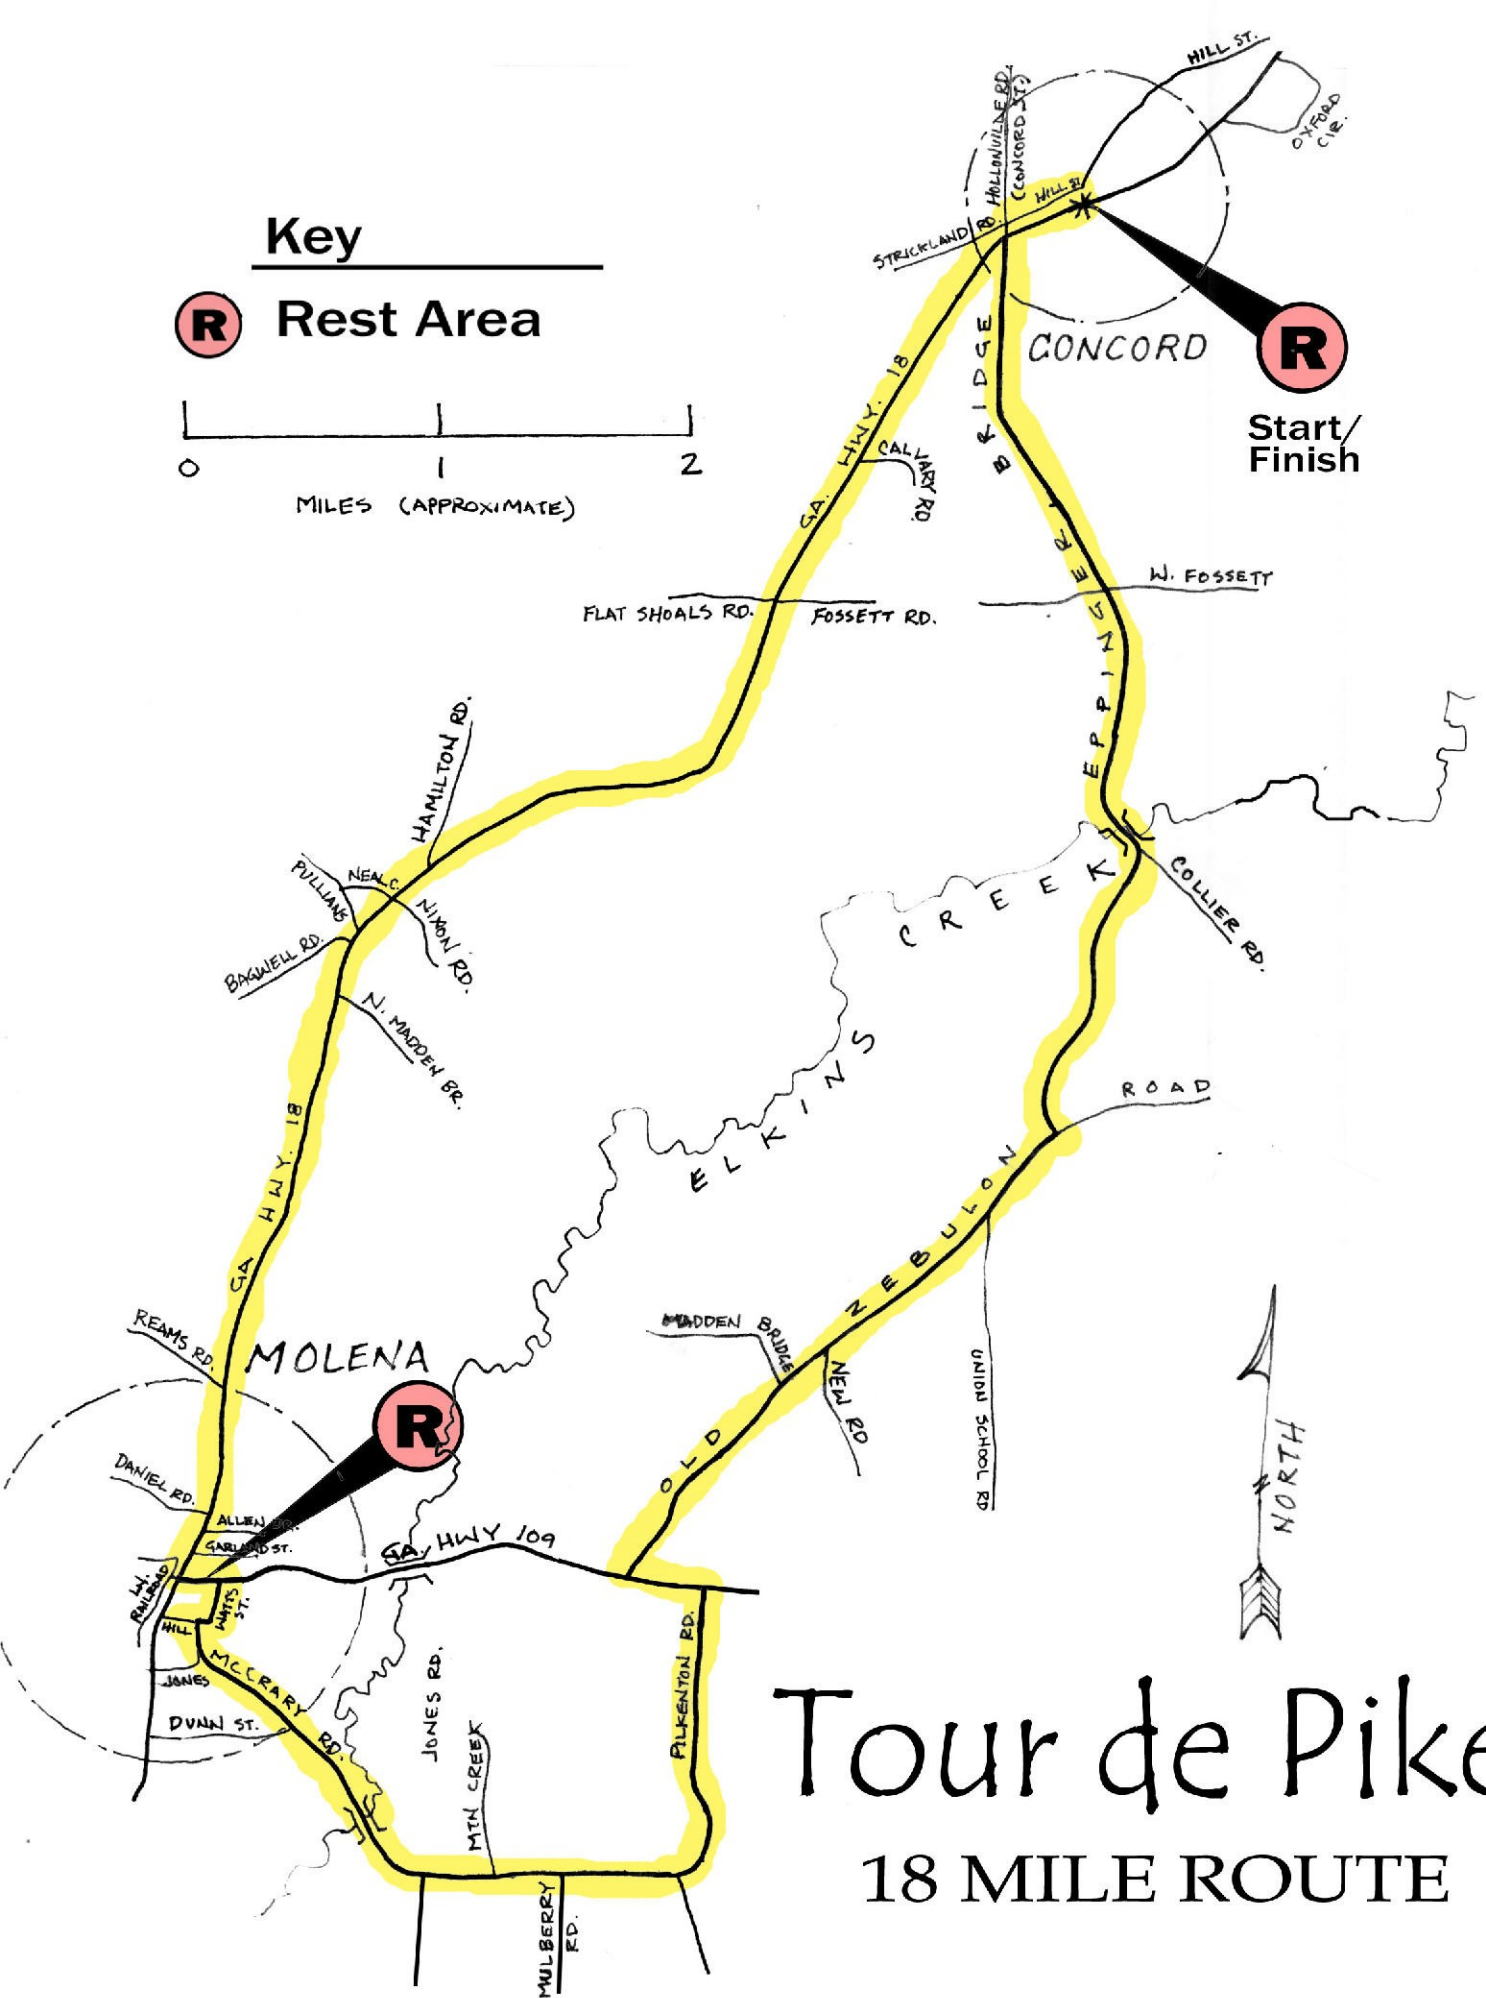 HILL ST.
OXFORD CIR.
HOLLONVILLE RD.
(CONCORD ST.)
HILL ST.
STRICKLAND RD.
Key
R Rest Area
0 1 2
MILES (APPROXIMATE)
CONCORD
R
Start/
Finish
GA. HWY. 18
CALVARY RD.
BRIDGE
EPPINGER
W. FOSSETT
FLAT SHOALS RD.
FOSSETT RD.
HAMILTON RD.
PULLIANS
NEAL C.
NIXON RD.
BAGWELL RD.
N. MADDEN BR.
COLLIER RD.
ELKINS CREEK
GA HWY. 18
OLD NEBULON ROAD
REAMS RD.
MOLENA
R
MADDEN BRIDGE
NEW RD
UNION SCHOOL RD
NORTH
N
DANIEL RD.
ALLEN DR.
GARLAND ST.
GA. HWY 109
RAILROAD
WATTS ST.
HILL
JONES
MCCRARY RD.
DUNN ST.
JONES RD.
MTN CREEK
PILKENTON RD.
MULBERRY RD.
Tour de Pike
18 MILE ROUTE